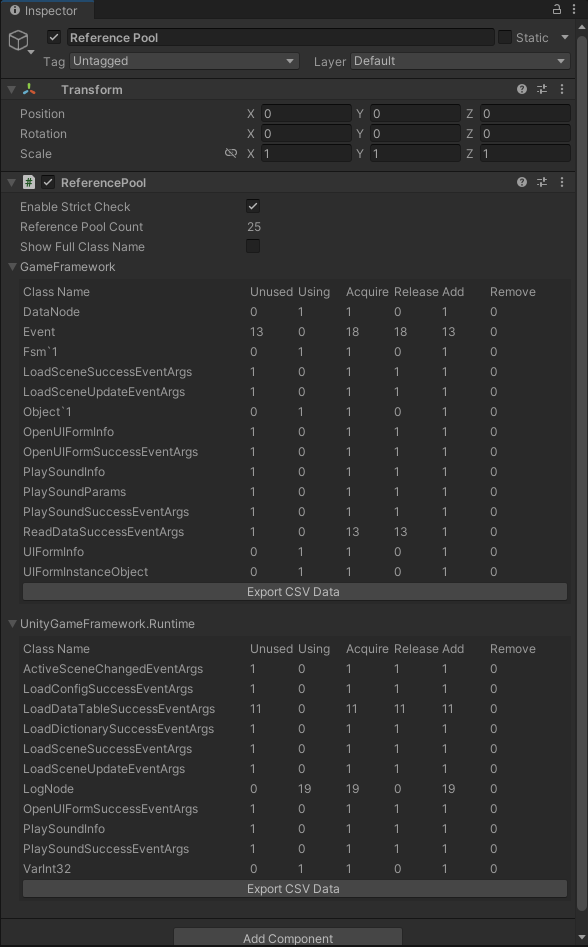 Inspector
Reference Pool Static
Tag Untagged Layer Default
Transform
Position X 0 Y 0 Z 0
Rotation X 0 Y 0 Z 0
Scale X 1 Y 1 Z 1
# ReferencePool
Enable Strict Check
Reference Pool Count 25
Show Full Class Name
GameFramework
Class Name Unused Using Acquire Release Add Remove
DataNode 0 1 1 0 1 0
Event 13 0 18 18 13 0
Fsm`1 0 1 1 0 1 0
LoadSceneSuccessEventArgs 1 0 1 1 1 0
LoadSceneUpdateEventArgs 1 0 1 1 1 0
Object`1 0 1 1 0 1 0
OpenUIFormInfo 1 0 1 1 1 0
OpenUIFormSuccessEventArgs 1 0 1 1 1 0
PlaySoundInfo 1 0 1 1 1 0
PlaySoundParams 1 0 1 1 1 0
PlaySoundSuccessEventArgs 1 0 1 1 1 0
ReadDataSuccessEventArgs 1 0 13 13 1 0
UIFormInfo 0 1 1 0 1 0
UIFormInstanceObject 0 1 1 0 1 0
Export CSV Data
UnityGameFramework.Runtime
Class Name Unused Using Acquire Release Add Remove
ActiveSceneChangedEventArgs 1 0 1 1 1 0
LoadConfigSuccessEventArgs 1 0 1 1 1 0
LoadDataTableSuccessEventArgs 11 0 11 11 11 0
LoadDictionarySuccessEventArgs 1 0 1 1 1 0
LoadSceneSuccessEventArgs 1 0 1 1 1 0
LoadSceneUpdateEventArgs 1 0 1 1 1 0
LogNode 0 19 19 0 19 0
OpenUIFormSuccessEventArgs 1 0 1 1 1 0
PlaySoundInfo 1 0 1 1 1 0
PlaySoundSuccessEventArgs 1 0 1 1 1 0
VarInt32 0 1 1 0 1 0
Export CSV Data
Add Component